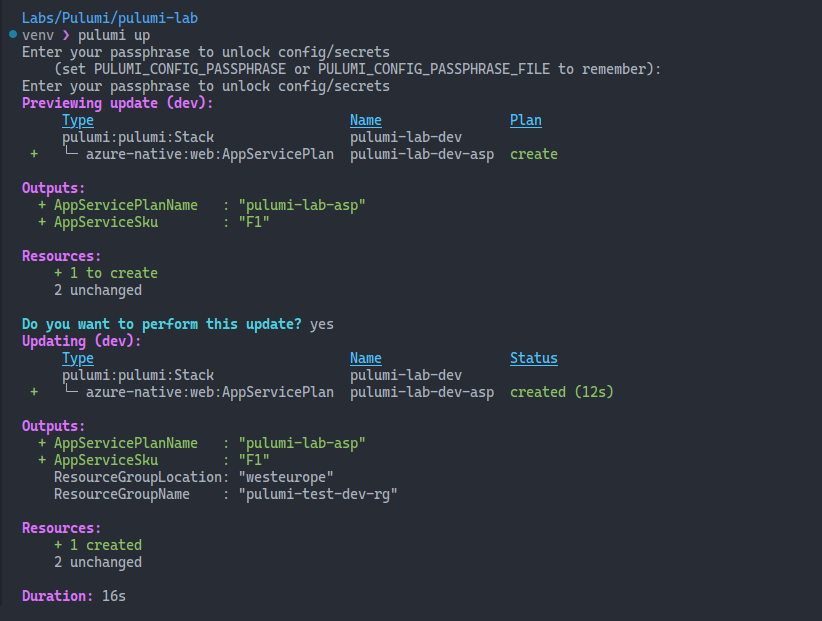 Labs/Pulumi/pulumi-lab
venv ❯ pulumi up
Enter your passphrase to unlock config/secrets
    (set PULUMI_CONFIG_PASSPHRASE or PULUMI_CONFIG_PASSPHRASE_FILE to remember):
Enter your passphrase to unlock config/secrets
Previewing update (dev):
     Type                                Name                Plan
     pulumi:pulumi:Stack                 pulumi-lab-dev
 +   └─ azure-native:web:AppServicePlan  pulumi-lab-dev-asp  create
Outputs:
  + AppServicePlanName   : "pulumi-lab-asp"
  + AppServiceSku        : "F1"
Resources:
    + 1 to create
    2 unchanged
Do you want to perform this update? yes
Updating (dev):
     Type                                Name                Status
     pulumi:pulumi:Stack                 pulumi-lab-dev
 +   └─ azure-native:web:AppServicePlan  pulumi-lab-dev-asp  created (12s)
Outputs:
  + AppServicePlanName   : "pulumi-lab-asp"
  + AppServiceSku        : "F1"
    ResourceGroupLocation: "westeurope"
    ResourceGroupName    : "pulumi-test-dev-rg"
Resources:
    + 1 created
    2 unchanged
Duration: 16s